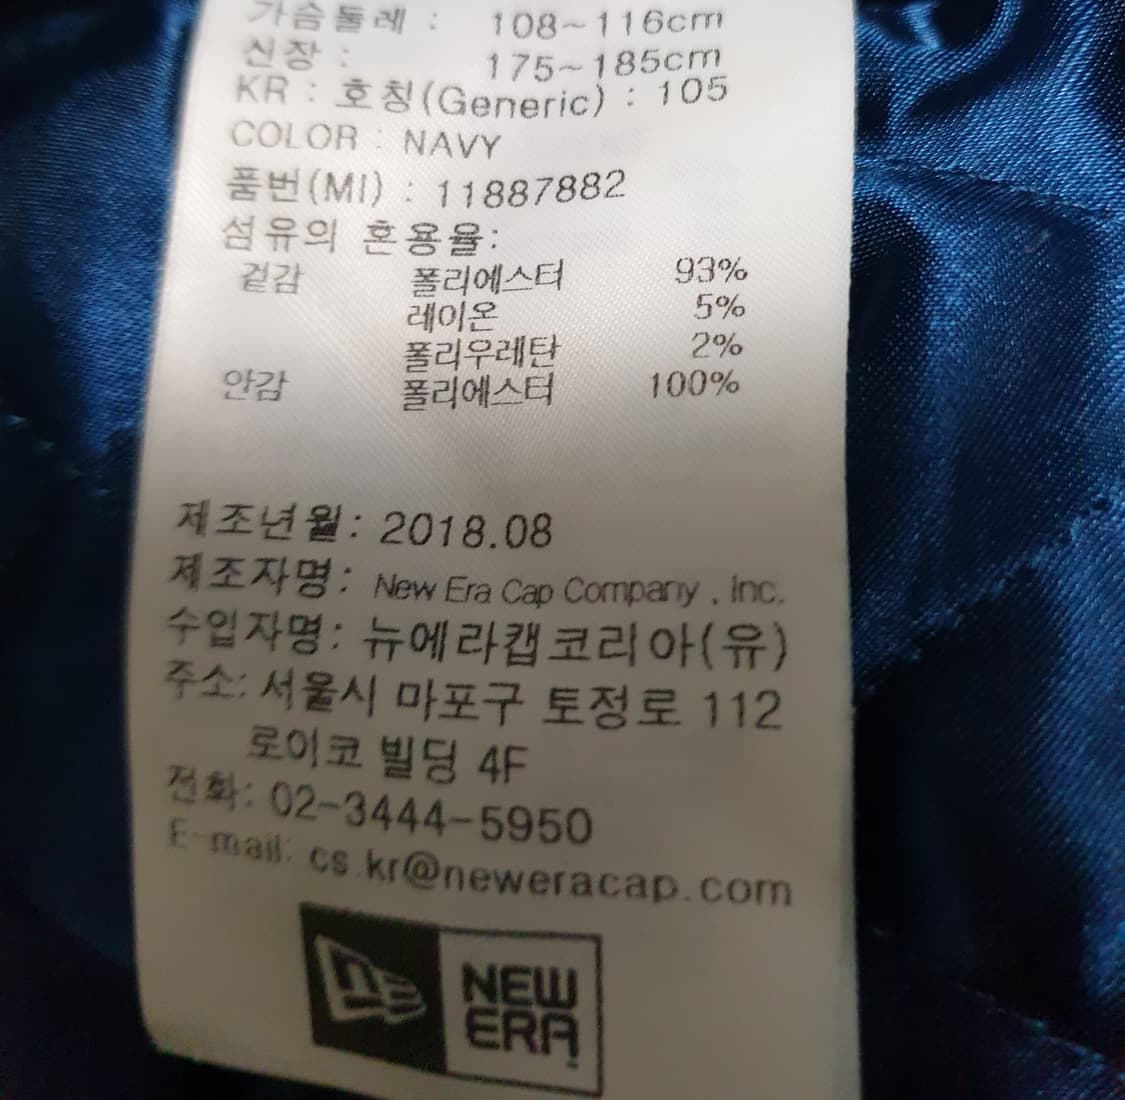 가슴둘레 : 108~116cm
신장 : 175~185cm
KR : 호칭(Generic) : 105
COLOR : NAVY
품번(MI) : 11887882
섬유의 혼용율:
겉감 폴리에스터 93%
레이온 5%
폴리우레탄 2%
안감 폴리에스터 100%
제조년월: 2018.08
제조자명: New Era Cap Company , Inc.
수입자명: 뉴에라캡코리아(유)
주소: 서울시 마포구 토정로 112
로이코 빌딩 4F
전화: 02-3444-5950
E-mail: cs.kr@neweracap.com
NEW
ERA